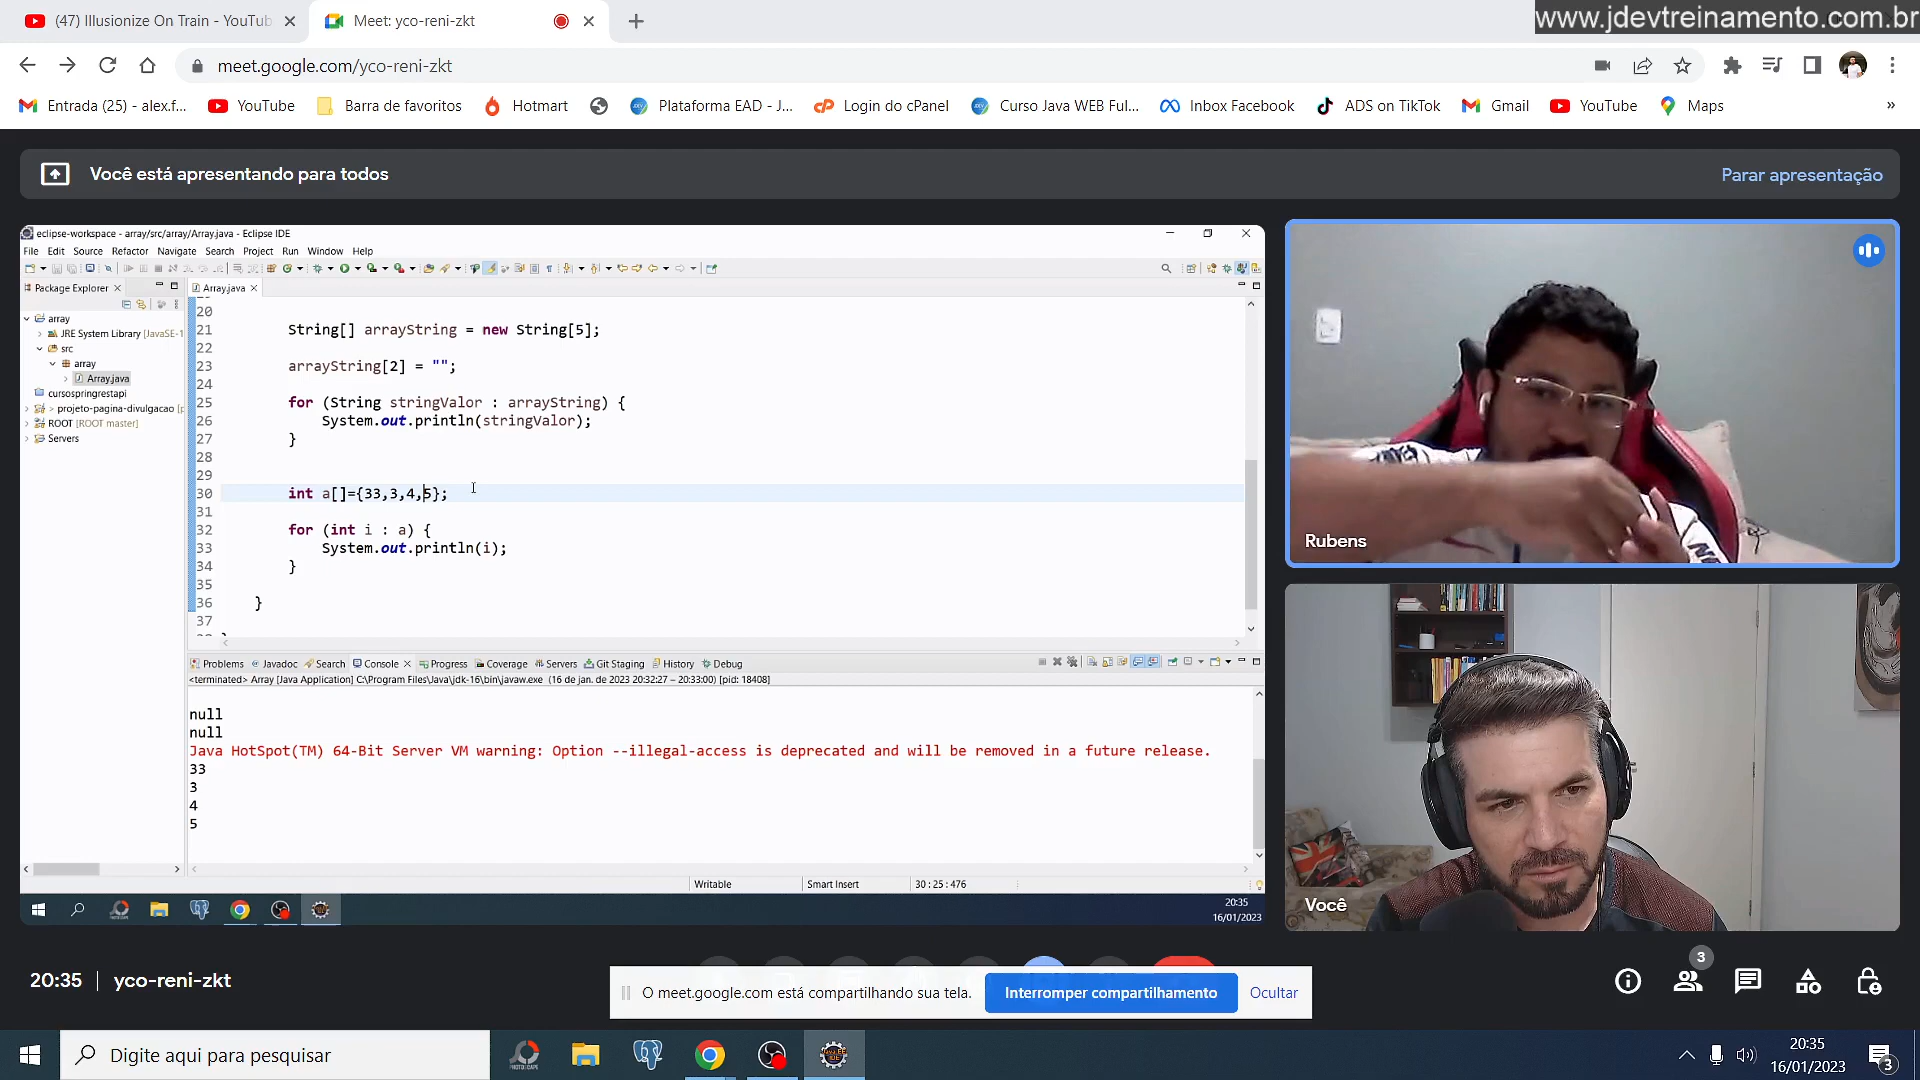 (47) Illusionize On Train - YouTub
Meet: yco-reni-zkt
www.jdevtreinamento.com.br
meet.google.com/yco-reni-zkt
Entrada (25) - alex.f...
YouTube
Barra de favoritos
Hotmart
Plataforma EAD - J...
Login do cPanel
Curso Java WEB Ful...
Inbox Facebook
ADS on TikTok
Gmail
YouTube
Maps
»
Você está apresentando para todos
Parar apresentação
eclipse-workspace - array/src/array/Array.java - Eclipse IDE
File Edit Source Refactor Navigate Search Project Run Window Help
Package Explorer
Array.java
array
JRE System Library [JavaSE-1
src
array
Array.java
cursospringrestapi
> projeto-pagina-divulgacao [p
ROOT [ROOT master]
Servers
20
21 String[] arrayString = new String[5];
22
23 arrayString[2] = "";
24
25 for (String stringValor : arrayString) {
26 System.out.println(stringValor);
27 }
28
29
30 int a[]={33,3,4,5};
31
32 for (int i : a) {
33 System.out.println(i);
34 }
35
36 }
37
Problems Javadoc Search Console Progress Coverage Servers Git Staging History Debug
<terminated> Array [Java Application] C:\Program Files\Java\jdk-16\bin\javaw.exe (16 de jan. de 2023 20:32:27 – 20:33:00) [pid: 18408]
null
null
Java HotSpot(TM) 64-Bit Server VM warning: Option --illegal-access is deprecated and will be removed in a future release.
33
3
4
5
Writable
Smart Insert
30 : 25 : 476
20:35
16/01/2023
Rubens
Você
20:35 | yco-reni-zkt
O meet.google.com está compartilhando sua tela.
Interromper compartilhamento
Ocultar
3
Digite aqui para pesquisar
20:35
16/01/2023
3